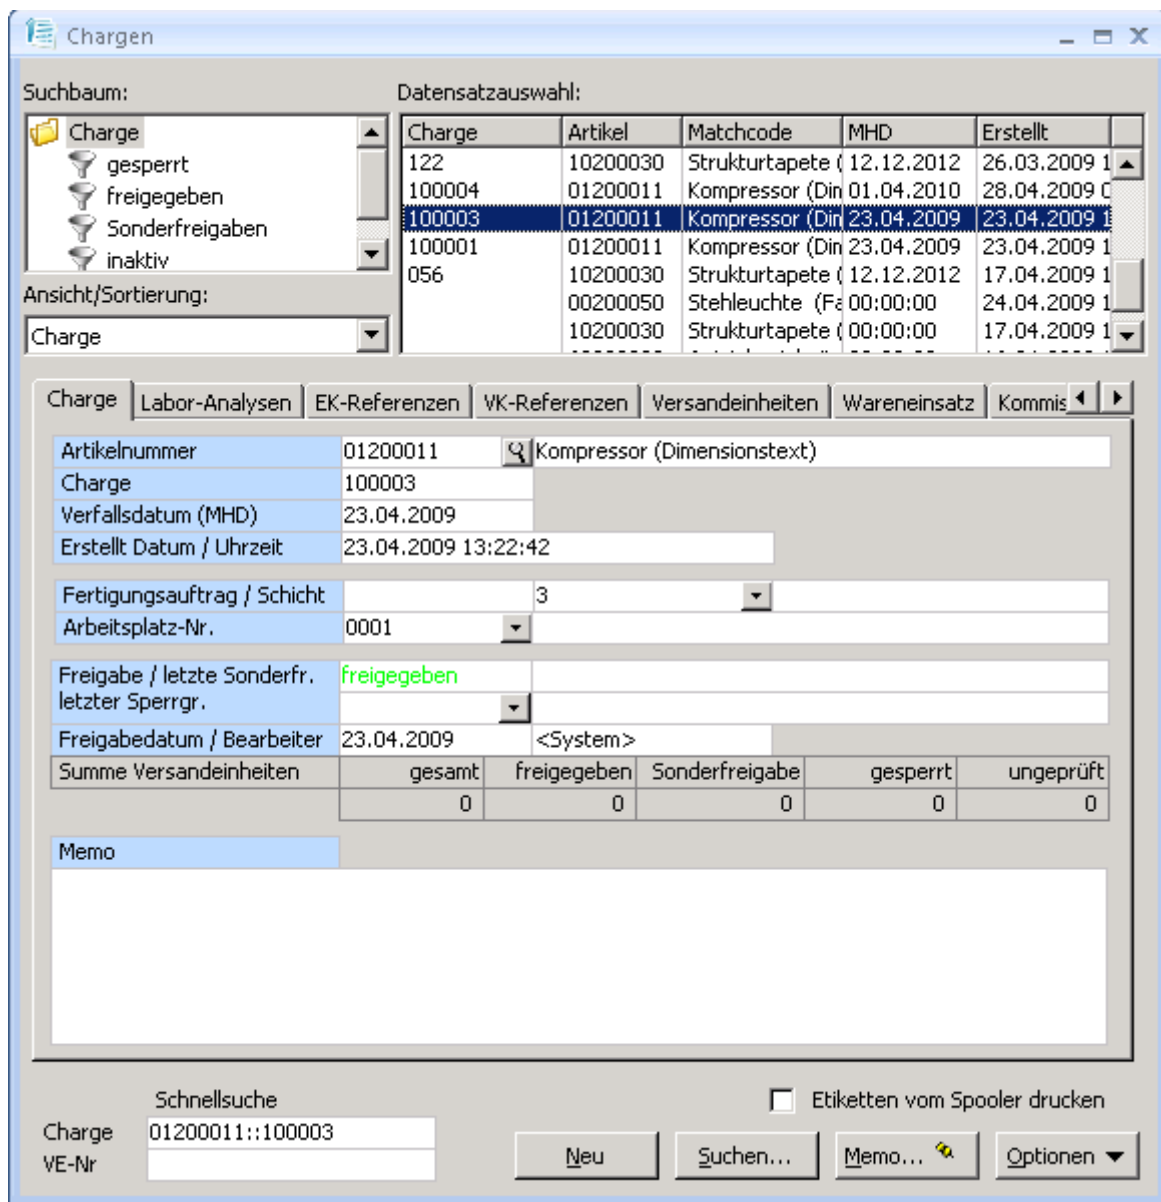 Chargen
Suchbaum:
Charge
gesperrt
freigegeben
Sonderfreigaben
inaktiv
Ansicht/Sortierung:
Charge
Datensatzauswahl:
Charge Artikel Matchcode MHD Erstellt
122 10200030 Strukturtapete ( 12.12.2012 26.03.2009 1
100004 01200011 Kompressor (Din 01.04.2010 28.04.2009 0
100003 01200011 Kompressor (Din 23.04.2009 23.04.2009 1
100001 01200011 Kompressor (Din 23.04.2009 23.04.2009 1
056 10200030 Strukturtapete ( 12.12.2012 17.04.2009 1
00200050 Stehleuchte (Fa 00:00:00 24.04.2009 1
10200030 Strukturtapete ( 00:00:00 17.04.2009 1
Charge Labor-Analysen EK-Referenzen VK-Referenzen Versandeinheiten Wareneinsatz Kommis
Artikelnummer 01200011 Kompressor (Dimensionstext)
Charge 100003
Verfallsdatum (MHD) 23.04.2009
Erstellt Datum / Uhrzeit 23.04.2009 13:22:42
Fertigungsauftrag / Schicht 3
Arbeitsplatz-Nr. 0001
Freigabe / letzte Sonderfr. freigegeben
letzter Sperrgr.
Freigabedatum / Bearbeiter 23.04.2009 <System>
Summe Versandeinheiten gesamt freigegeben Sonderfreigabe gesperrt ungeprüft
0 0 0 0 0
Memo
Schnellsuche
Charge 01200011::100003
VE-Nr
Etiketten vom Spooler drucken
Neu Suchen... Memo... Optionen